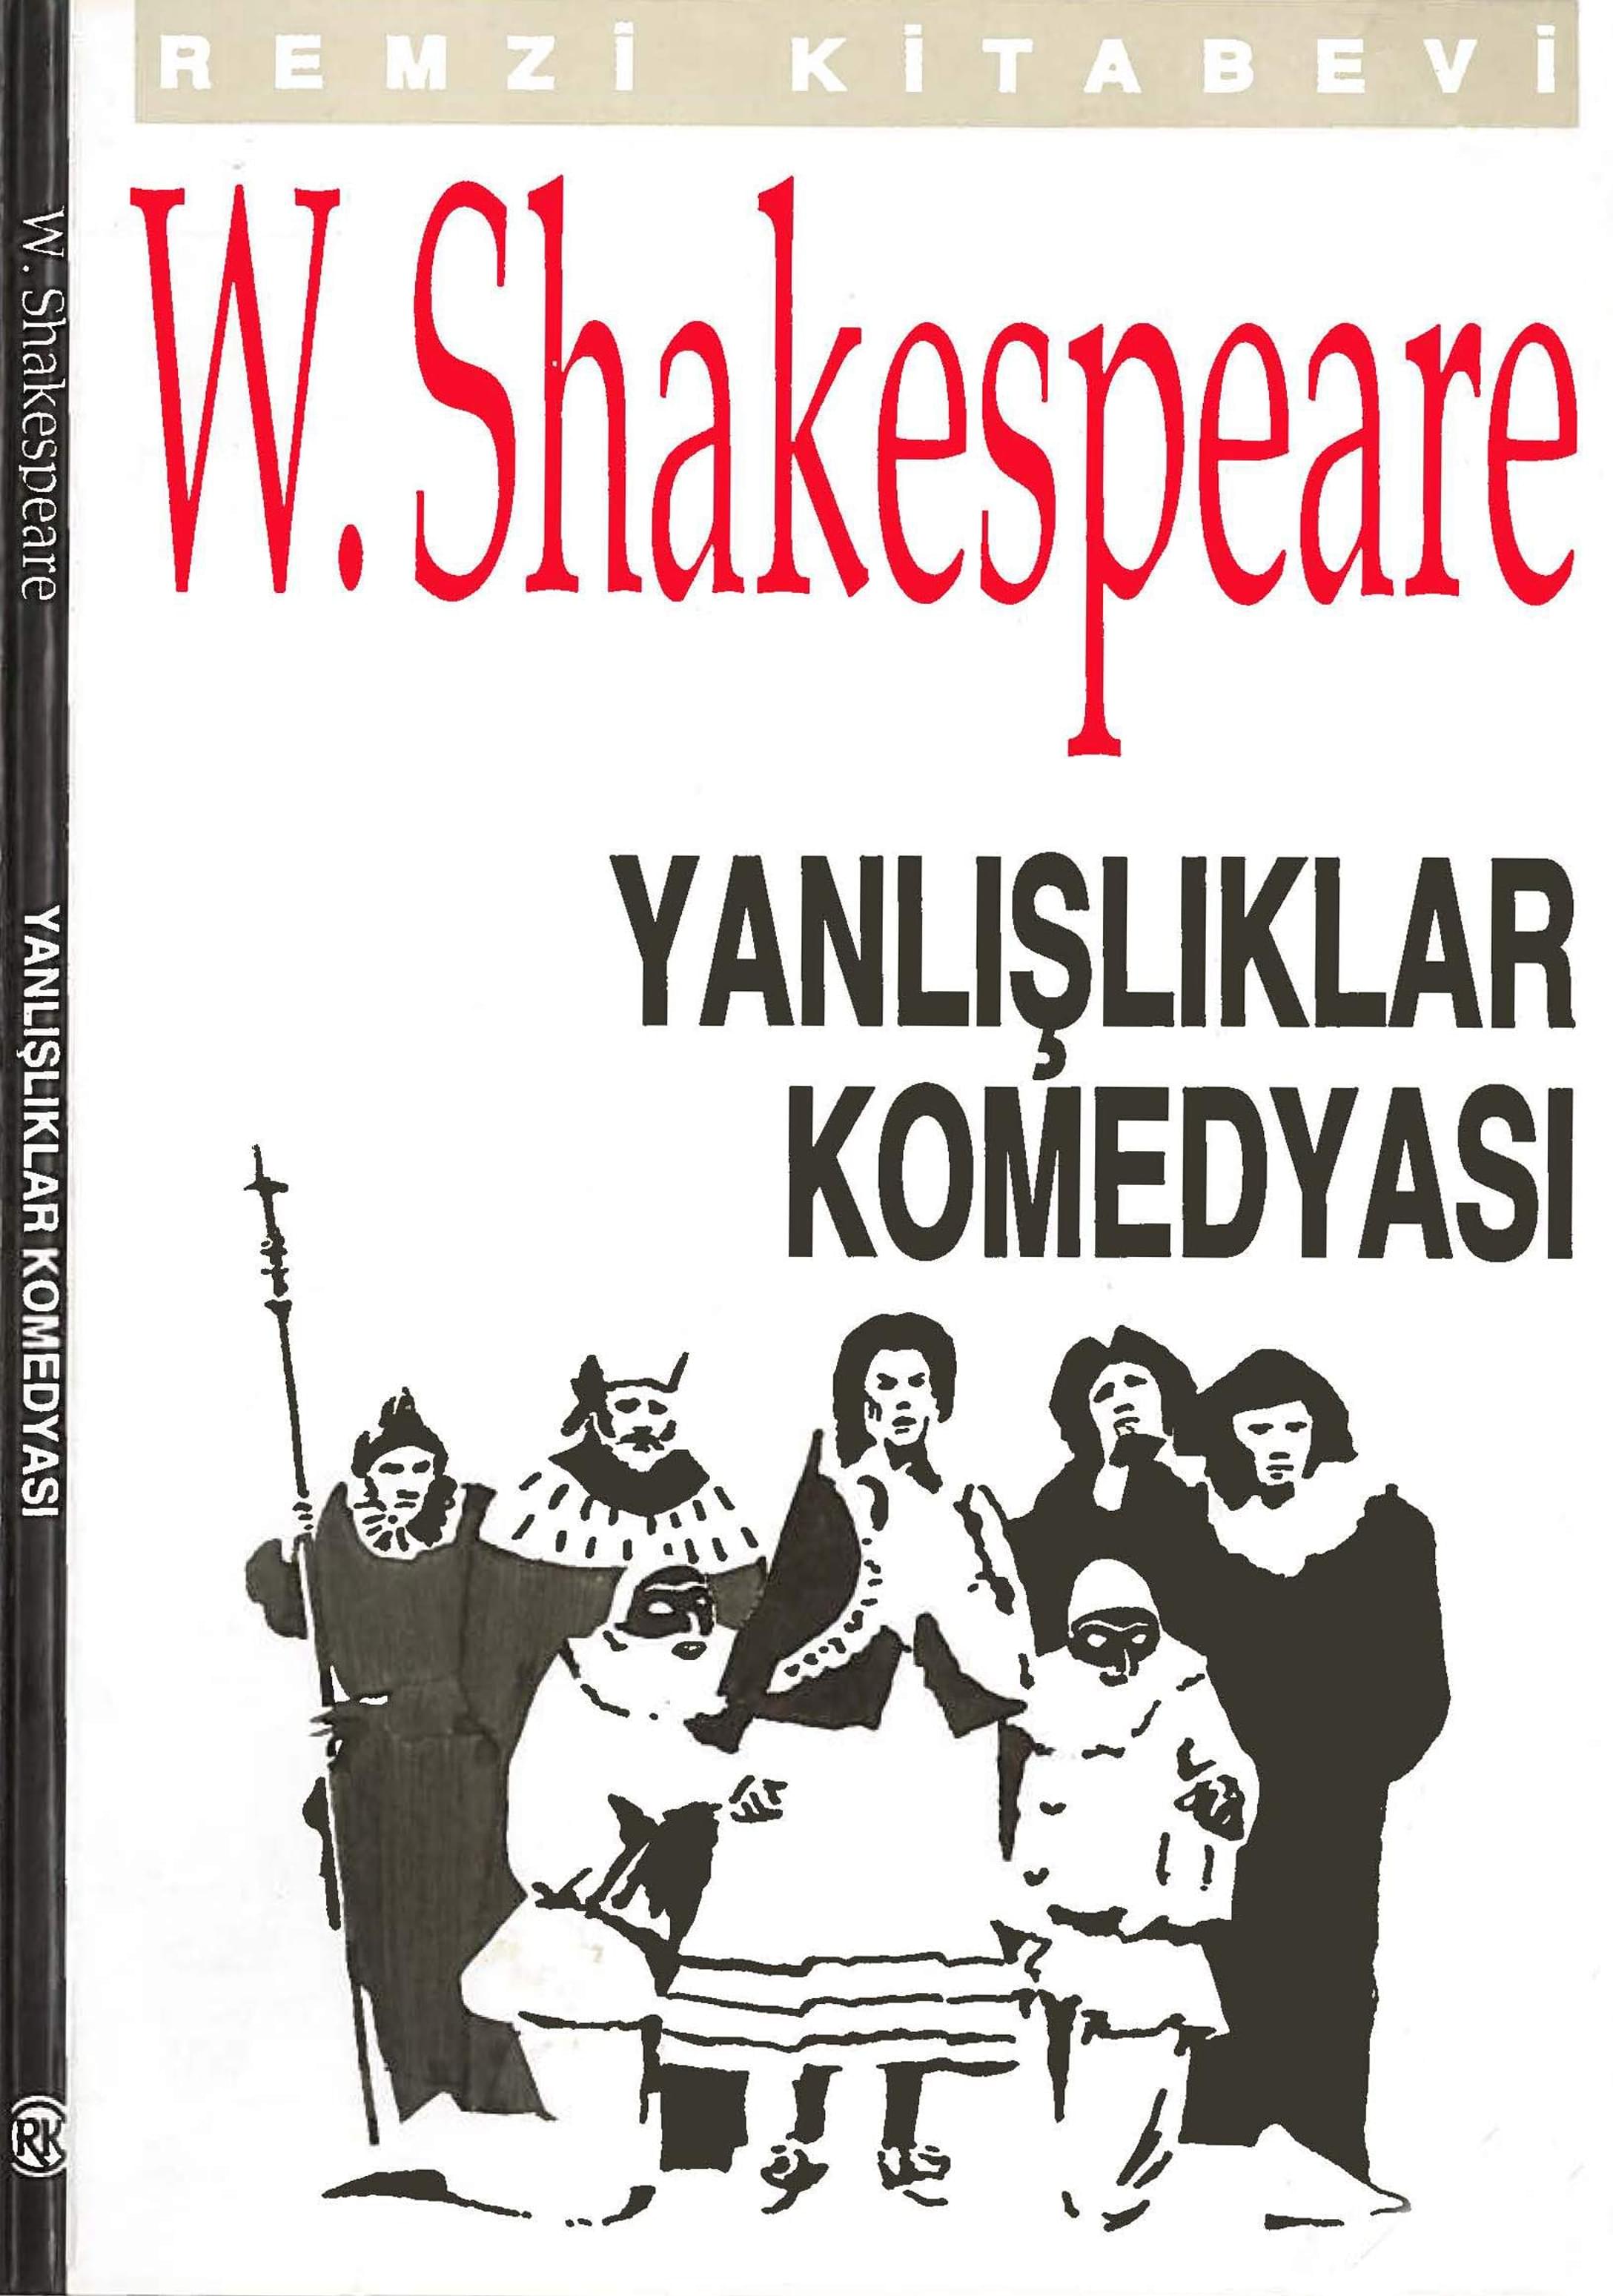 REMZİ KİTABEVİ
W. Shakespeare
YANLIŞLIKLAR
KOMEDYASI
W. Shakespeare
YANLIŞLIKLAR KOMEDYASI
RK